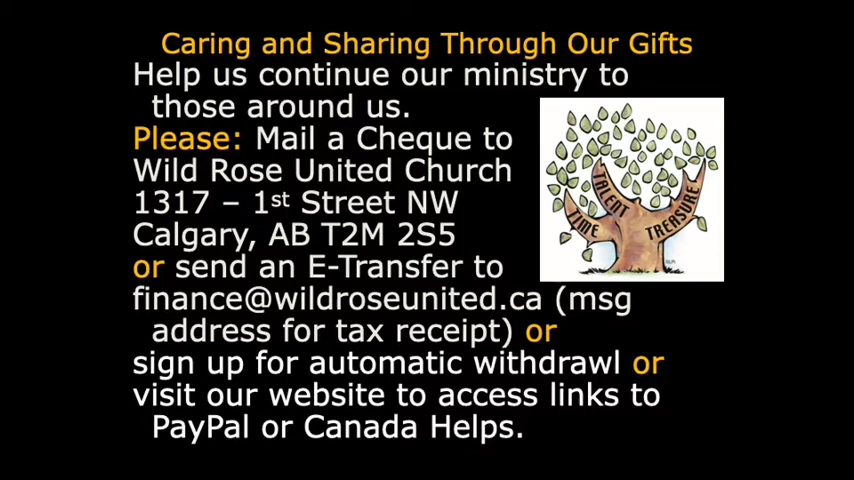 Caring and Sharing Through Our Gifts
Help us continue our ministry to
those around us.
Please: Mail a Cheque to
Wild Rose United Church
1317 – 1st Street NW
Calgary, AB T2M 2S5
or send an E-Transfer to
finance@wildroseunited.ca (msg
address for tax receipt) or
sign up for automatic withdrawl or
visit our website to access links to
PayPal or Canada Helps.
TIME
TALENT
TREASURE